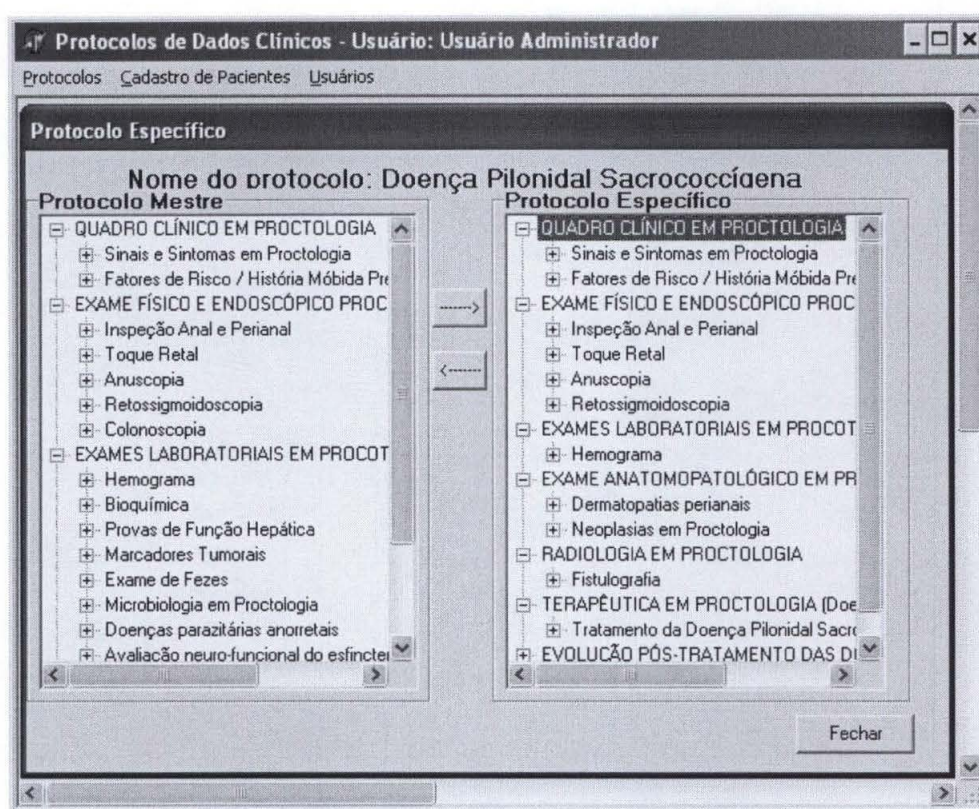 Protocolos de Dados Clínicos - Usuário: Usuário Administrador
Protocolos Cadastro de Pacientes Usuários
Protocolo Específico
Nome do protocolo: Doença Pilonidal Sacrococcígena
Protocolo Mestre
QUADRO CLÍNICO EM PROCTOLOGIA
Sinais e Sintomas em Proctologia
Fatores de Risco / História Móbida Pre
EXAME FÍSICO E ENDOSCÓPICO PROC
Inspeção Anal e Perianal
Toque Retal
Anuscopia
Retossigmoidoscopia
Colonoscopia
EXAMES LABORATORIAIS EM PROCOT
Hemograma
Bioquímica
Provas de Função Hepática
Marcadores Tumorais
Exame de Fezes
Microbiologia em Proctologia
Doenças parazitárias anorretais
Avaliacão neuro-funcional do esfincter
------>
<------
Protocolo Específico
QUADRO CLÍNICO EM PROCTOLOGIA
Sinais e Sintomas em Proctologia
Fatores de Risco / História Móbida Pre
EXAME FÍSICO E ENDOSCÓPICO PROC
Inspeção Anal e Perianal
Toque Retal
Anuscopia
Retossigmoidoscopia
EXAMES LABORATORIAIS EM PROCOT
Hemograma
EXAME ANATOMOPATOLÓGICO EM PR
Dermatopatias perianais
Neoplasias em Proctologia
RADIOLOGIA EM PROCTOLOGIA
Fistulografia
TERAPÊUTICA EM PROCTOLOGIA (Doe
Tratamento da Doença Pilonidal Sacro
EVOLUCÃO PÓS-TRATAMENTO DAS DI
Fechar